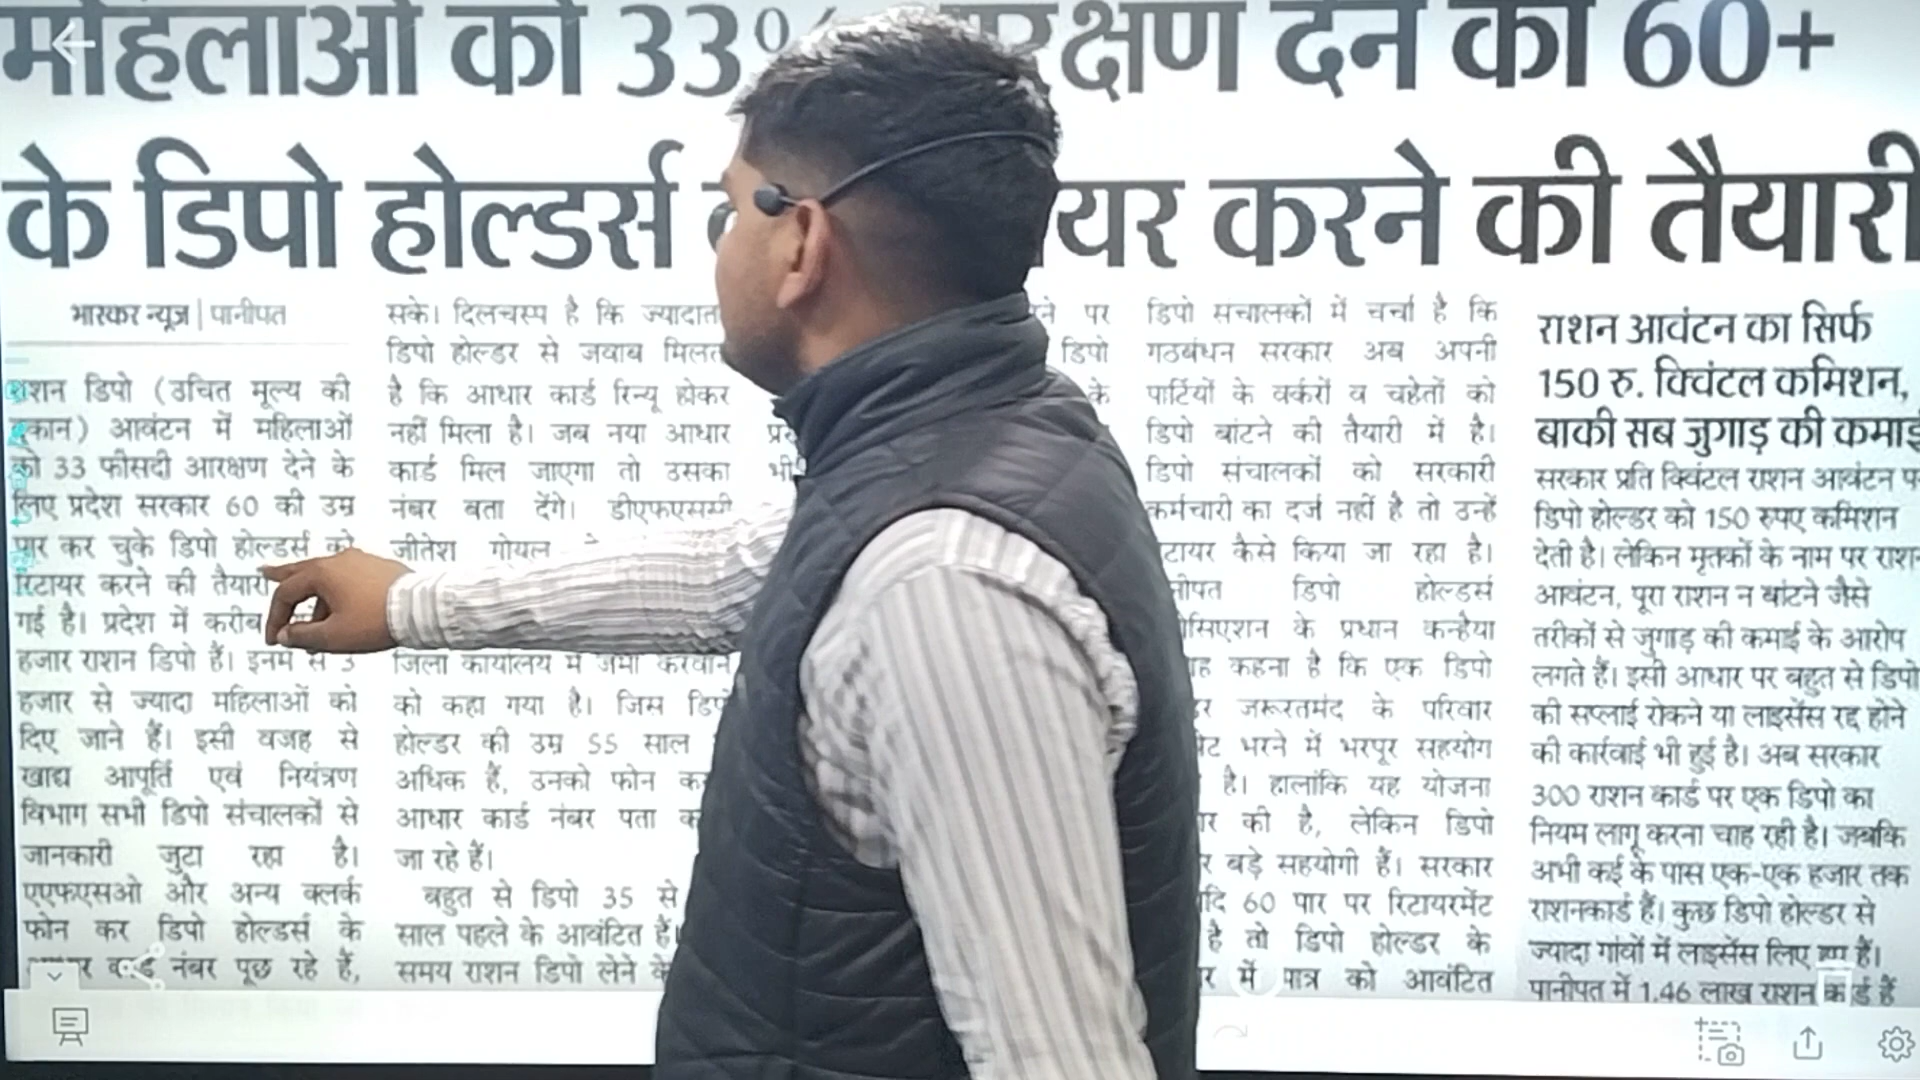 महिलाओं को 33% आरक्षण देने को 60+
के डिपो होल्डर्स यर करने की तैयारी
भास्कर न्यूज | पानीपत
राशन डिपो (उचित मूल्य की
दुकान) आवंटन में महिलाओं
को 33 फीसदी आरक्षण देने के
लिए प्रदेश सरकार 60 की उम्र
पार कर चुके डिपो होल्डर्स को
रिटायर करने की तैयारी
गई है। प्रदेश में करीब
हजार राशन डिपो हैं। इनमें से 3
हजार से ज्यादा महिलाओं को
दिए जाने हैं। इसी वजह से
खाद्य आपूर्ति एवं नियंत्रण
विभाग सभी डिपो संचालकों से
जानकारी जुटा रहा है।
एएफएसओ और अन्य क्लर्क
फोन कर डिपो होल्डर्स के
नंबर पूछ रहे हैं,
सके। दिलचस्प है कि ज्यादात
डिपो होल्डर से जवाब मिलत
है कि आधार कार्ड रिन्यू होकर
नहीं मिला है। जब नया आधार
कार्ड मिल जाएगा तो उसका
नंबर बता देंगे। डीएफएससी
जीतेश गोयल
जिला कार्यालय में जमा करवाने
को कहा गया है। जिस डिपो
होल्डर की उम्र 55 साल
अधिक हैं, उनको फोन कर
आधार कार्ड नंबर पता क
जा रहे हैं।
बहुत से डिपो 35 से
साल पहले के आवंटित हैं।
समय राशन डिपो लेने के
ने पर
डिपो
के
भी
डिपो संचालकों में चर्चा है कि
गठबंधन सरकार अब अपनी
पार्टियों के वर्करों व चहेतों को
डिपो बांटने की तैयारी में है।
डिपो संचालकों को सरकारी
कर्मचारी का दर्ज नहीं है तो उन्हें
टायर कैसे किया जा रहा है।
नीपत डिपो होल्डर्स
ोसिएशन के प्रधान कन्हैया
ाह कहना है कि एक डिपो
डर जरूरतमंद के परिवार
पेट भरने में भरपूर सहयोग
है। हालांकि यह योजना
ार की है, लेकिन डिपो
र बड़े सहयोगी हैं। सरकार
दि 60 पार पर रिटायरमेंट
है तो डिपो होल्डर के
र में पात्र को आवंटित
राशन आवंटन का सिर्फ
150 रु. क्विंटल कमिशन,
बाकी सब जुगाड़ की कमाई
सरकार प्रति क्विंटल राशन आवंटन प
डिपो होल्डर को 150 रुपए कमिशन
देती है। लेकिन मृतकों के नाम पर राशन
आवंटन, पूरा राशन न बांटने जैसे
तरीकों से जुगाड़ की कमाई के आरोप
लगते हैं। इसी आधार पर बहुत से डिपो
की सप्लाई रोकने या लाइसेंस रद्द होने
की कार्रवाई भी हुई है। अब सरकार
300 राशन कार्ड पर एक डिपो का
नियम लागू करना चाह रही है। जबकि
अभी कई के पास एक-एक हजार तक
राशनकार्ड हैं। कुछ डिपो होल्डर से
ज्यादा गांवों में लाइसेंस लिए हुए हैं।
पानीपत में 1.46 लाख राशन कार्ड हैं